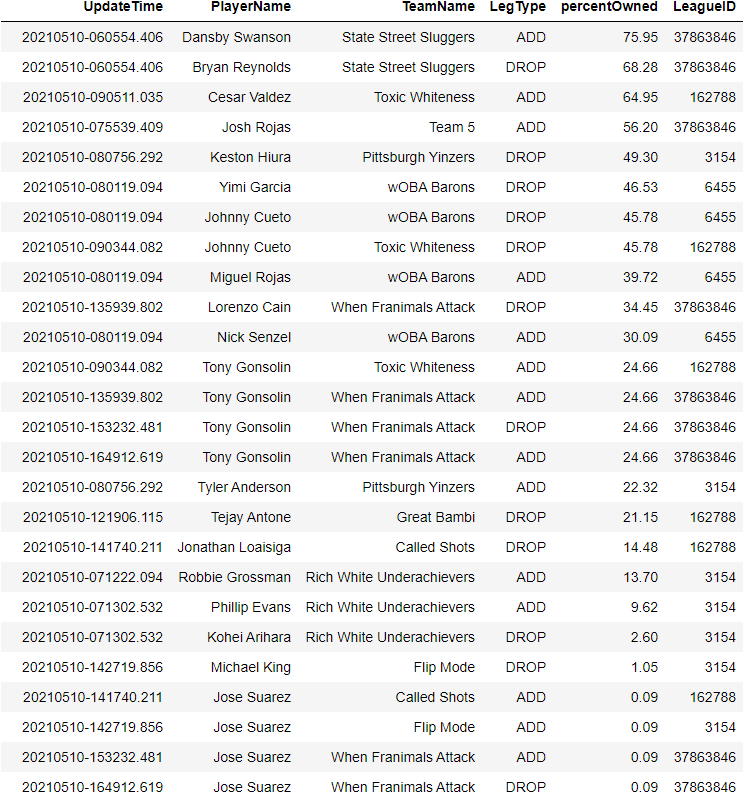 UpdateTime PlayerName TeamName LegType percentOwned LeagueID
20210510-060554.406 Dansby Swanson State Street Sluggers ADD 75.95 37863846
20210510-060554.406 Bryan Reynolds State Street Sluggers DROP 68.28 37863846
20210510-090511.035 Cesar Valdez Toxic Whiteness ADD 64.95 162788
20210510-075539.409 Josh Rojas Team 5 ADD 56.20 37863846
20210510-080756.292 Keston Hiura Pittsburgh Yinzers DROP 49.30 3154
20210510-080119.094 Yimi Garcia wOBA Barons DROP 46.53 6455
20210510-080119.094 Johnny Cueto wOBA Barons DROP 45.78 6455
20210510-090344.082 Johnny Cueto Toxic Whiteness DROP 45.78 162788
20210510-080119.094 Miguel Rojas wOBA Barons ADD 39.72 6455
20210510-135939.802 Lorenzo Cain When Franimals Attack DROP 34.45 37863846
20210510-080119.094 Nick Senzel wOBA Barons ADD 30.09 6455
20210510-090344.082 Tony Gonsolin Toxic Whiteness ADD 24.66 162788
20210510-135939.802 Tony Gonsolin When Franimals Attack ADD 24.66 37863846
20210510-153232.481 Tony Gonsolin When Franimals Attack DROP 24.66 37863846
20210510-164912.619 Tony Gonsolin When Franimals Attack ADD 24.66 37863846
20210510-080756.292 Tyler Anderson Pittsburgh Yinzers ADD 22.32 3154
20210510-121906.115 Tejay Antone Great Bambi DROP 21.15 162788
20210510-141740.211 Jonathan Loaisiga Called Shots DROP 14.48 162788
20210510-071222.094 Robbie Grossman Rich White Underachievers ADD 13.70 3154
20210510-071302.532 Phillip Evans Rich White Underachievers ADD 9.62 3154
20210510-071302.532 Kohei Arihara Rich White Underachievers DROP 2.60 3154
20210510-142719.856 Michael King Flip Mode DROP 1.05 3154
20210510-141740.211 Jose Suarez Called Shots ADD 0.09 162788
20210510-142719.856 Jose Suarez Flip Mode ADD 0.09 3154
20210510-153232.481 Jose Suarez When Franimals Attack ADD 0.09 37863846
20210510-164912.619 Jose Suarez When Franimals Attack DROP 0.09 37863846